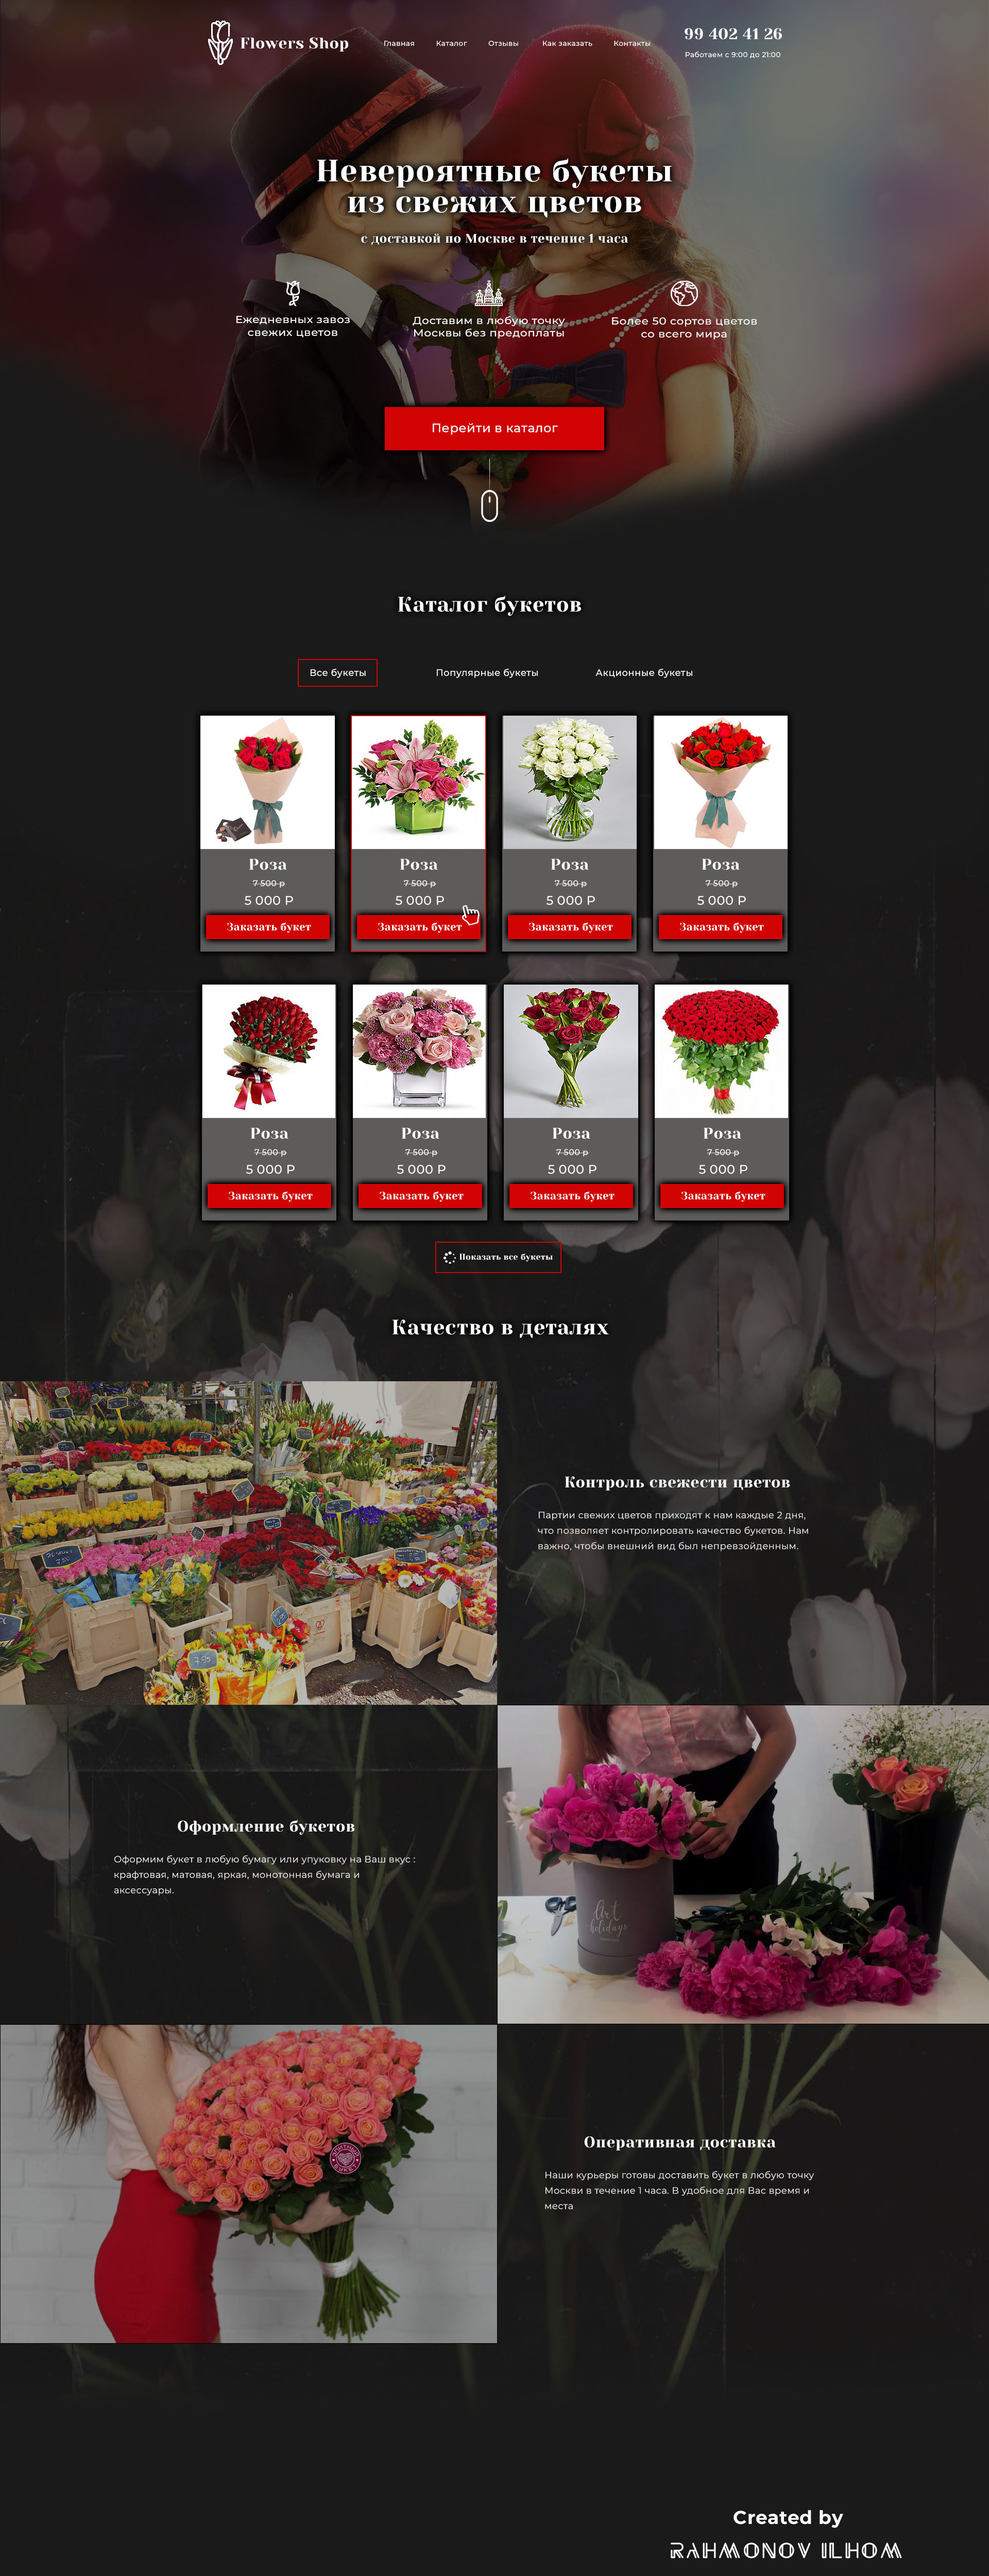 Flowers Shop
Главная Каталог Отзывы Как заказать Контакты
99 402 41 26
Работаем с 9:00 до 21:00
Невероятные букеты
из свежих цветов
с доставкой по Москве в течение 1 часа
Ежедневных завоз
свежих цветов
Доставим в любую точку
Москвы без предоплаты
Более 50 сортов цветов
со всего мира
Перейти в каталог
Каталог букетов
Все букеты Популярные букеты Акционные букеты
Роза
7 500 р
5 000 Р
Заказать букет
Роза
7 500 р
5 000 Р
Заказать букет
Роза
7 500 р
5 000 Р
Заказать букет
Роза
7 500 р
5 000 Р
Заказать букет
Роза
7 500 р
5 000 Р
Заказать букет
Роза
7 500 р
5 000 Р
Заказать букет
Роза
7 500 р
5 000 Р
Заказать букет
Роза
7 500 р
5 000 Р
Заказать букет
Показать все букеты
Качество в деталях
7.95
Контроль свежести цветов
Партии свежих цветов приходят к нам каждые 2 дня,
что позволяет контролировать качество букетов. Нам
важно, чтобы внешний вид был непревзойденным.
Оформление букетов
Оформим букет в любую бумагу или упуковку на Ваш вкус :
крафтовая, матовая, яркая, монотонная бумага и
аксессуары.
Art
holidays
Оперативная доставка
Наши курьеры готовы доставить букет в любую точку
Москви в течение 1 часа. В удобное для Вас время и
места
Created by
RAHMONOV ILHOM